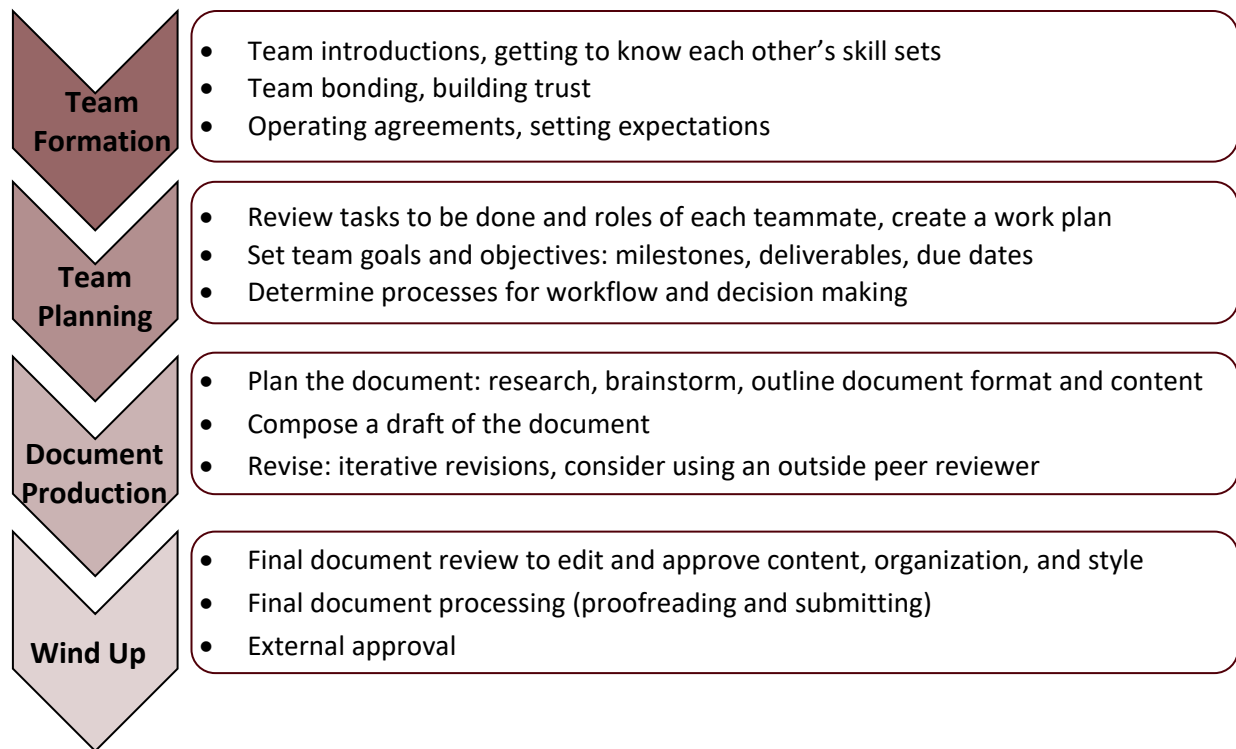 Team
Formation
• Team introductions, getting to know each other’s skill sets
• Team bonding, building trust
• Operating agreements, setting expectations
Team
Planning
• Review tasks to be done and roles of each teammate, create a work plan
• Set team goals and objectives: milestones, deliverables, due dates
• Determine processes for workflow and decision making
Document
Production
• Plan the document: research, brainstorm, outline document format and content
• Compose a draft of the document
• Revise: iterative revisions, consider using an outside peer reviewer
Wind Up
• Final document review to edit and approve content, organization, and style
• Final document processing (proofreading and submitting)
• External approval